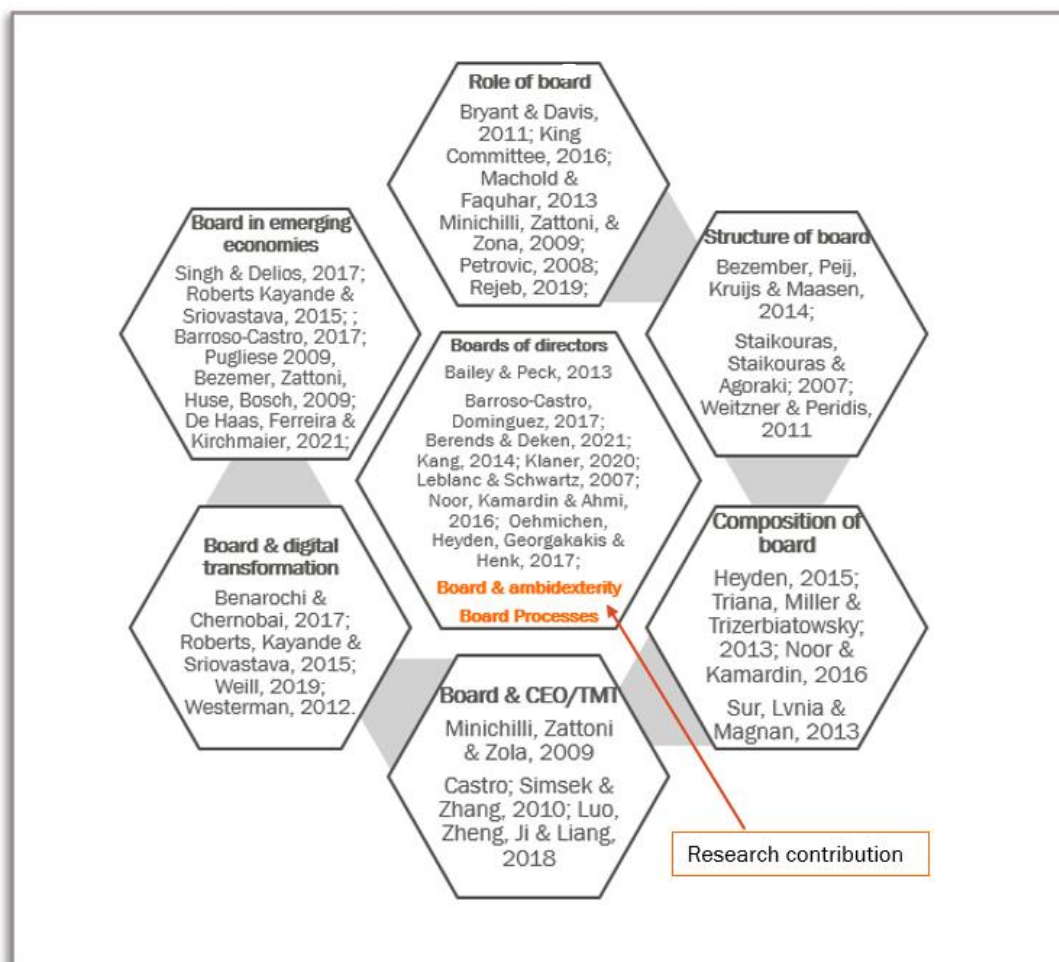 Role of board
Bryant & Davis,
2011; King
Committee, 2016;
Machold &
Faquhar, 2013
Minichilli, Zattoni, &
Zona, 2009;
Petrovic, 2008;
Rejeb, 2019;
Structure of board
Bezember, Peij,
Kruijs & Maasen,
2014;
Staikouras,
Staikouras &
Agoraki; 2007;
Weitzner & Peridis,
2011
Composition of
board
Heyden, 2015;
Triana, Miller &
Trizerbiatowsky;
2013; Noor &
Kamardin, 2016
Sur, Lvnia &
Magnan, 2013
Board & CEO/TMT
Minichilli, Zattoni
& Zola, 2009
Castro; Simsek &
Zhang, 2010; Luo,
Zheng, Ji & Liang,
2018
Board & digital
transformation
Benarochi &
Chernobai, 2017;
Roberts, Kayande &
Sriovastava, 2015;
Weill, 2019;
Westerman, 2012.
Board in emerging
economies
Singh & Delios, 2017;
Roberts Kayande &
Sriovastava, 2015; ;
Barroso-Castro, 2017;
Pugliese 2009,
Bezemer, Zattoni,
Huse, Bosch, 2009;
De Haas, Ferreira &
Kirchmaier, 2021;
Boards of directors
Bailey & Peck, 2013
Barroso-Castro,
Dominguez, 2017;
Berends & Deken, 2021;
Kang, 2014; Klaner, 2020;
Leblanc & Schwartz, 2007;
Noor, Kamardin & Ahmi,
2016; Oehmichen,
Heyden, Georgakakis &
Henk, 2017;
Board & ambidexterity
Board Processes
Research contribution